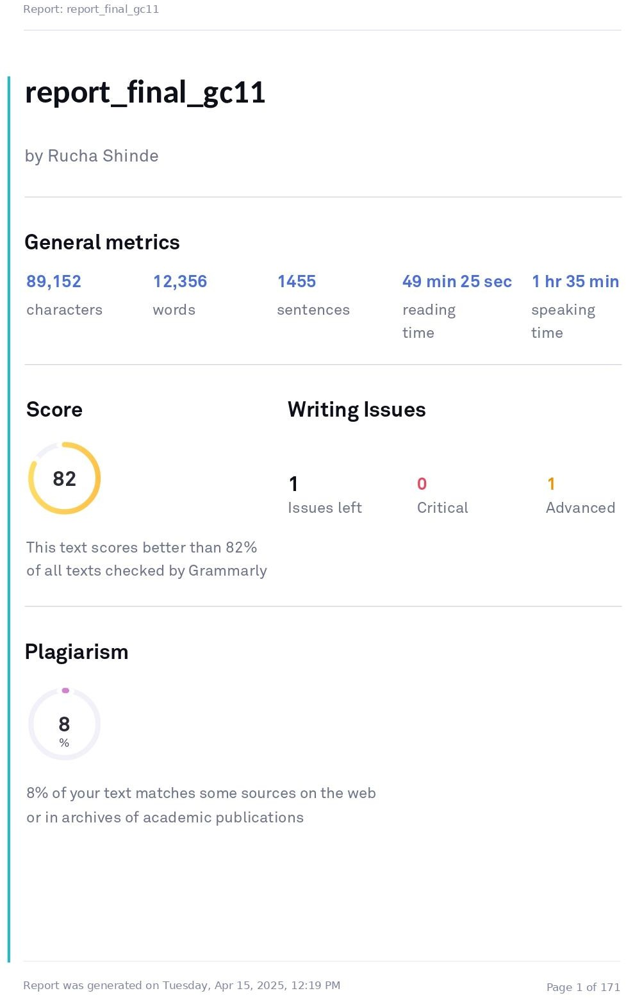 Report: report_final_gc11
report_final_gc11
by Rucha Shinde
General metrics
89,152 12,356 1455 49 min 25 sec 1 hr 35 min
characters words sentences reading speaking
time time
Score Writing Issues
82
1 0 1
Issues left Critical Advanced
This text scores better than 82%
of all texts checked by Grammarly
Plagiarism
8
%
8% of your text matches some sources on the web
or in archives of academic publications
Report was generated on Tuesday, Apr 15, 2025, 12:19 PM
Page 1 of 171